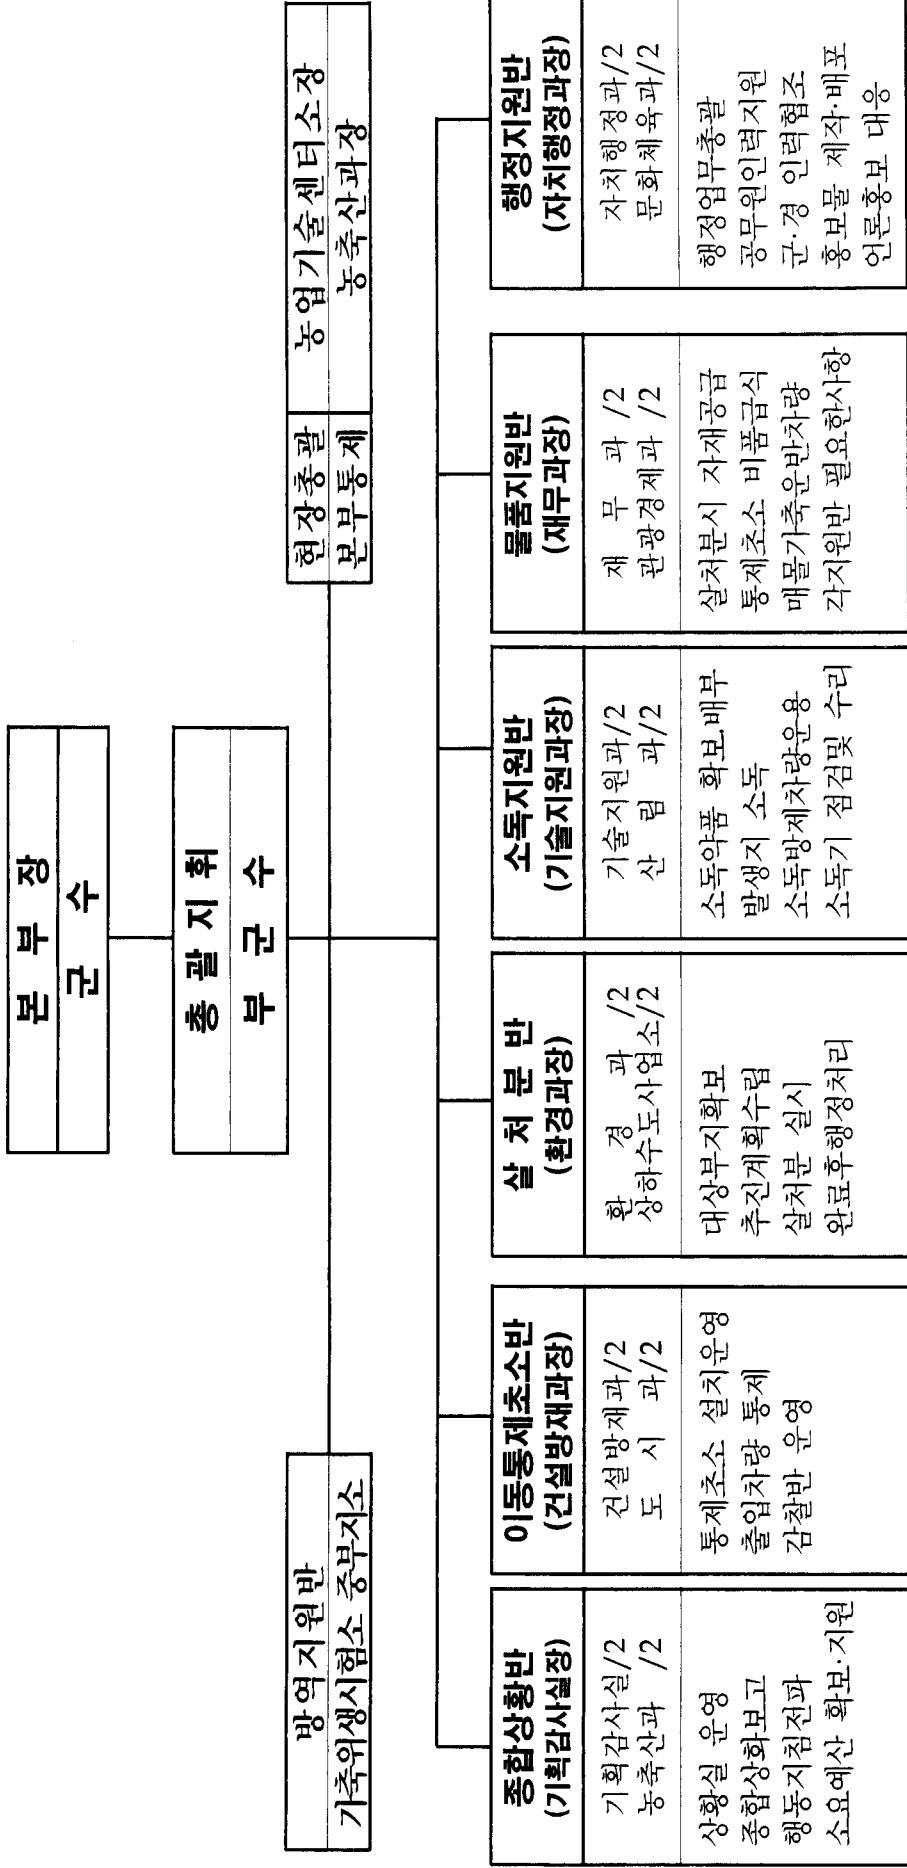 본 부 장
군 수
총 괄 지 휘
부 군 수
방역지원반
가축위생시험소 중부지소
현장총괄 농업기술센터소장
본부통제 농축산과장
종합상황반
(기획감사실장)
기획감사실/2
농축산과 /2
상황실 운영
종합상화보고
행동지침전파
소요예산 확보·지원
이동통제초소반
(건설방재과장)
건설방재과/2
도 시 과/2
통제초소 설치운영
출입차량 통제
감찰반 운영
살 처 분 반
(환경과장)
환 경 과 /2
상하수도사업소/2
대상부지확보
추진계획수립
살처분 실시
완료후행정처리
소독지원반
(기술지원과장)
기술지원과/2
산 림 과/2
소독약품 확보.배부
발생지 소독
소독방제차량운용
소독기 점검및 수리
물품지원반
(재무과장)
재 무 과 /2
관광경제과 /2
살처분시 자재공급
통제초소 비품급식
매몰가축운반차량
각지원반 필요한사항
행정지원반
(자치행정과장)
자치행정과/2
문화체육과/2
행정업무총괄
공무원인력지원
군·경 인력협조
홍보물 제작·배포
언론홍보 대응